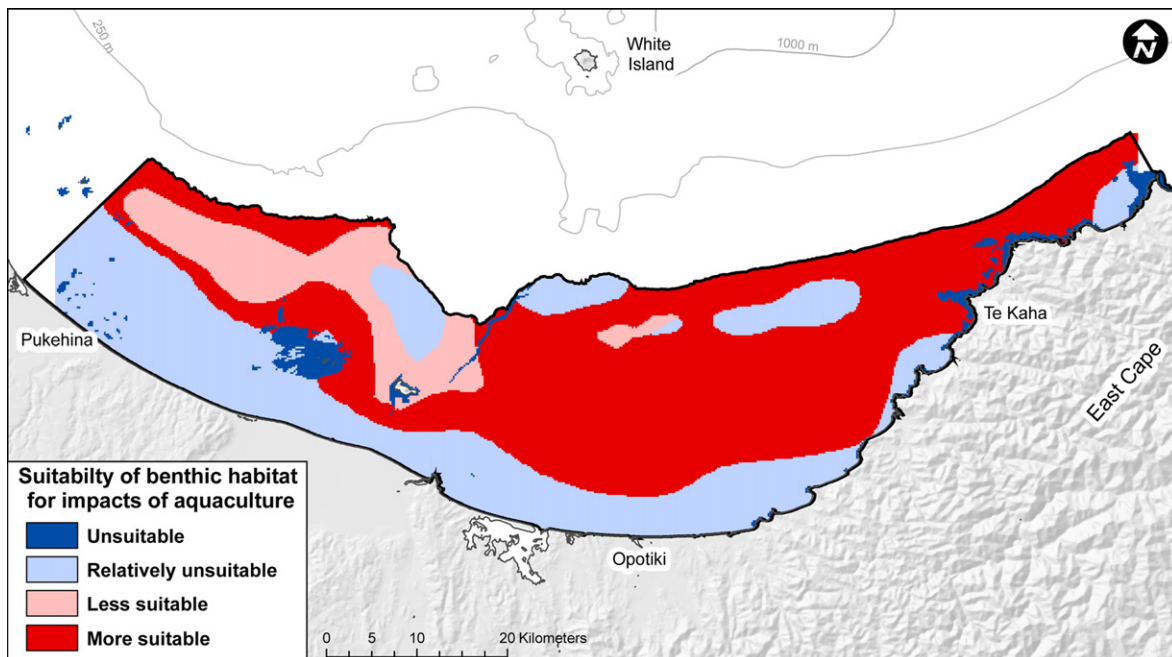 250 m
White
Island
1000 m
N
Pukehina
Te Kaha
East Cape
Opotiki
Suitabilty of benthic habitat
for impacts of aquaculture
Unsuitable
Relatively unsuitable
Less suitable
More suitable
0 5 10 20 Kilometers